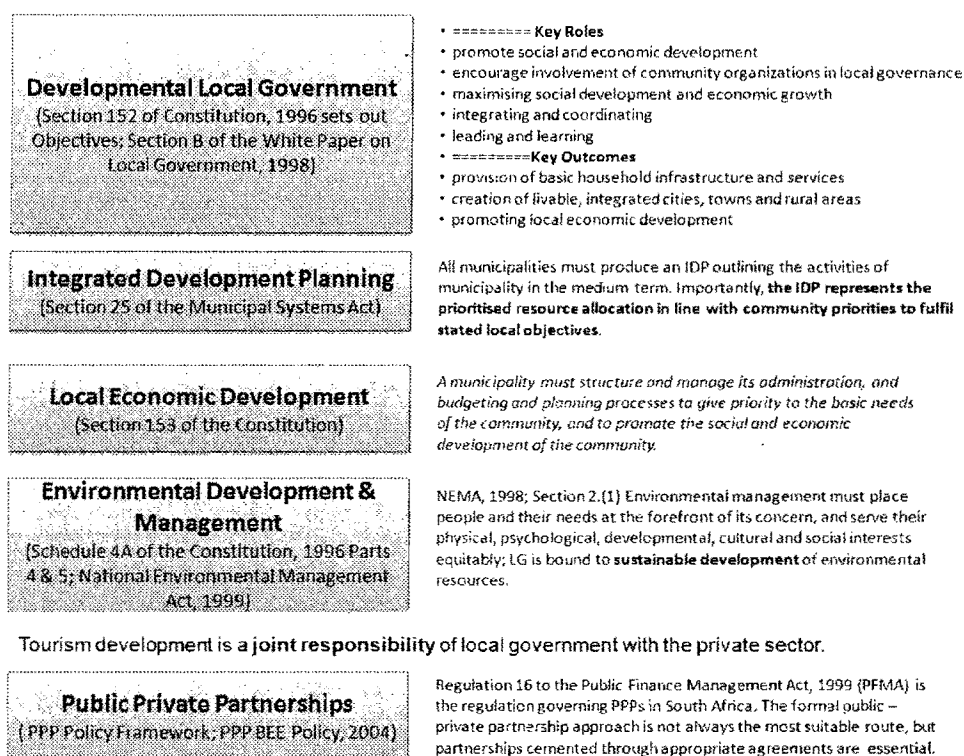 Developmental Local Government
(Section 152 of Constitution, 1996 sets out
Objectives; Section B of the White Paper on
Local Government, 1998)
• ========= Key Roles
• promote social and economic development
• encourage involvement of community organizations in local governance
• maximising social development and economic growth
• integrating and coordinating
• leading and learning
• =========Key Outcomes
• provision of basic household infrastructure and services
• creation of livable, integrated cities, towns and rural areas
• promoting local economic development
Integrated Development Planning
(Section 25 of the Municipal Systems Act)
All municipalities must produce an IDP outlining the activities of
municipality in the medium term. Importantly, the IDP represents the
prioritised resource allocation in line with community priorities to fulfil
stated local objectives.
Local Economic Development
(Section 153 of the Constitution)
A municipality must structure and manage its administration, and
budgeting and planning processes to give priority to the basic needs
of the community, and to promote the social and economic
development of the community.
Environmental Development &
Management
(Schedule 4A of the Constitution, 1996 Parts
4 & 5; National Environmental Management
Act, 1999)
NEMA, 1998; Section 2.(1) Environmental management must place
people and their needs at the forefront of its concern, and serve their
physical, psychological, developmental, cultural and social interests
equitably; LG is bound to sustainable development of environmental
resources.
Tourism development is a joint responsibility of local government with the private sector.
Public Private Partnerships
( PPP Policy Framework; PPP BEE Policy, 2004)
Regulation 16 to the Public Finance Management Act, 1999 (PFMA) is
the regulation governing PPPs in South Africa. The formal public –
private partnership approach is not always the most suitable route, but
partnerships cemented through appropriate agreements are essential.